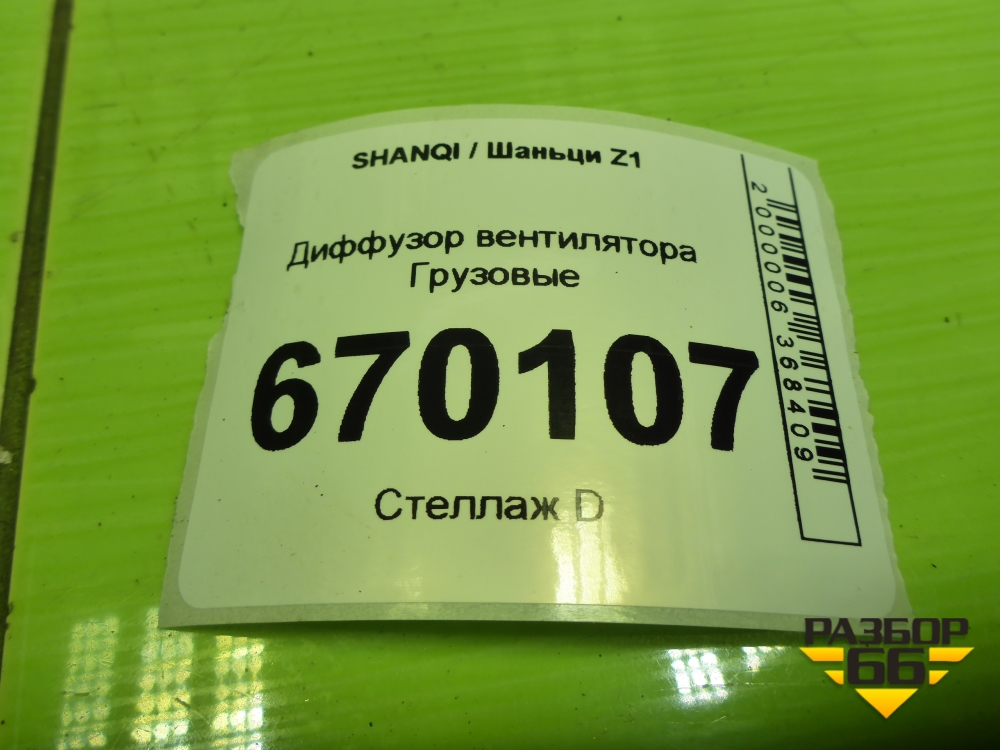 SHANQI / Шаньци Z1
Диффузор вентилятора
Грузовые
670107
Стеллаж D
2000006368409
РАЗБОР
66